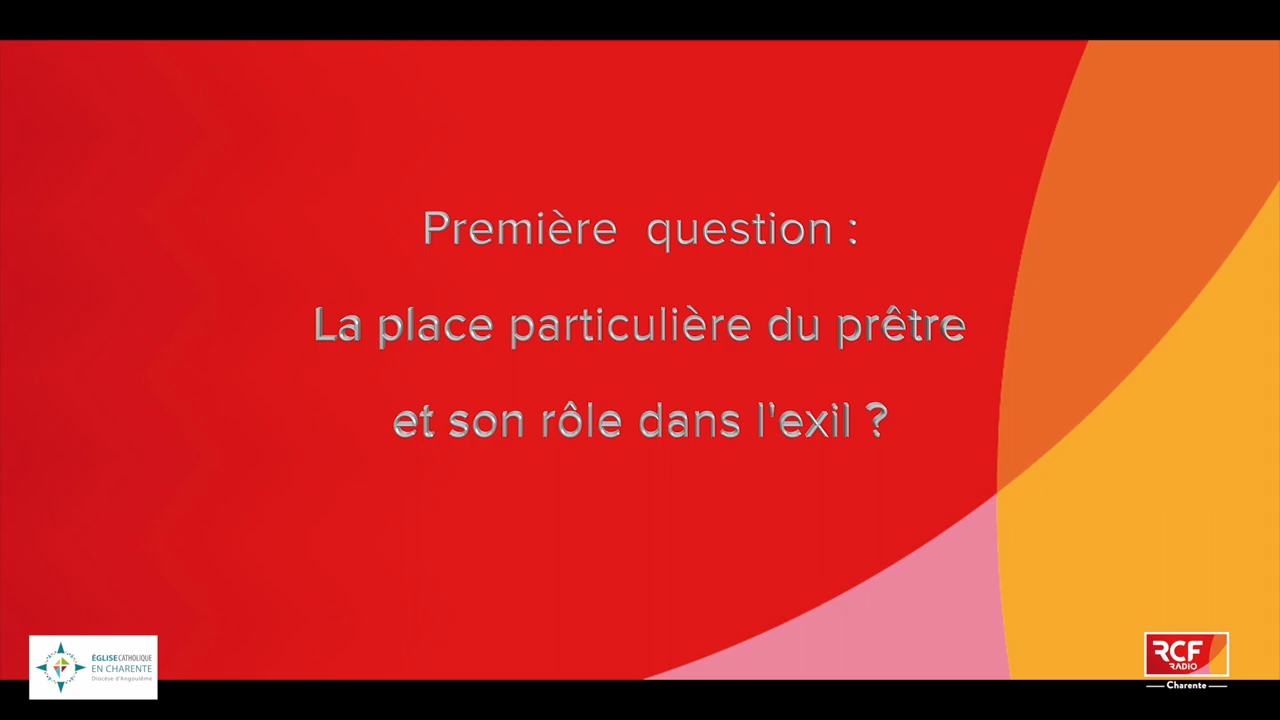 Première question :
La place particulière du prêtre
et son rôle dans l'exil ?
ÉGLISE CATHOLIQUE
EN CHARENTE
Diocèse d'Angoulême
RCF
RADIO
Charente